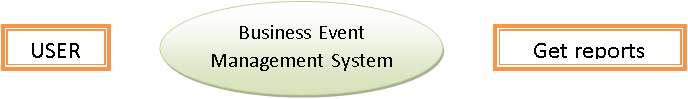 USER
Business Event
Management System
Get reports